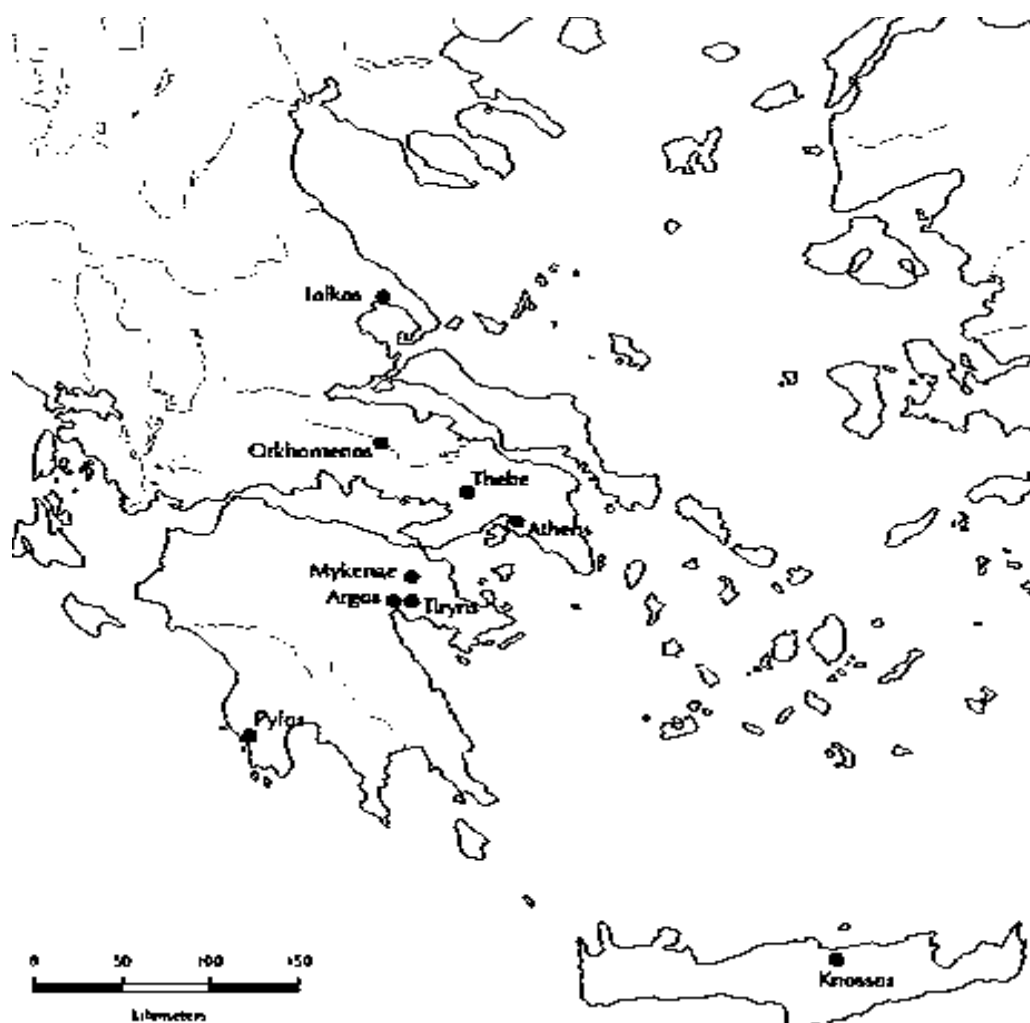 Iolkos
Orkhomenos
Thebe
Athens
Mykenae
Argos Tiryns
Pylos
Knossos
0 50 100 150
kilometers